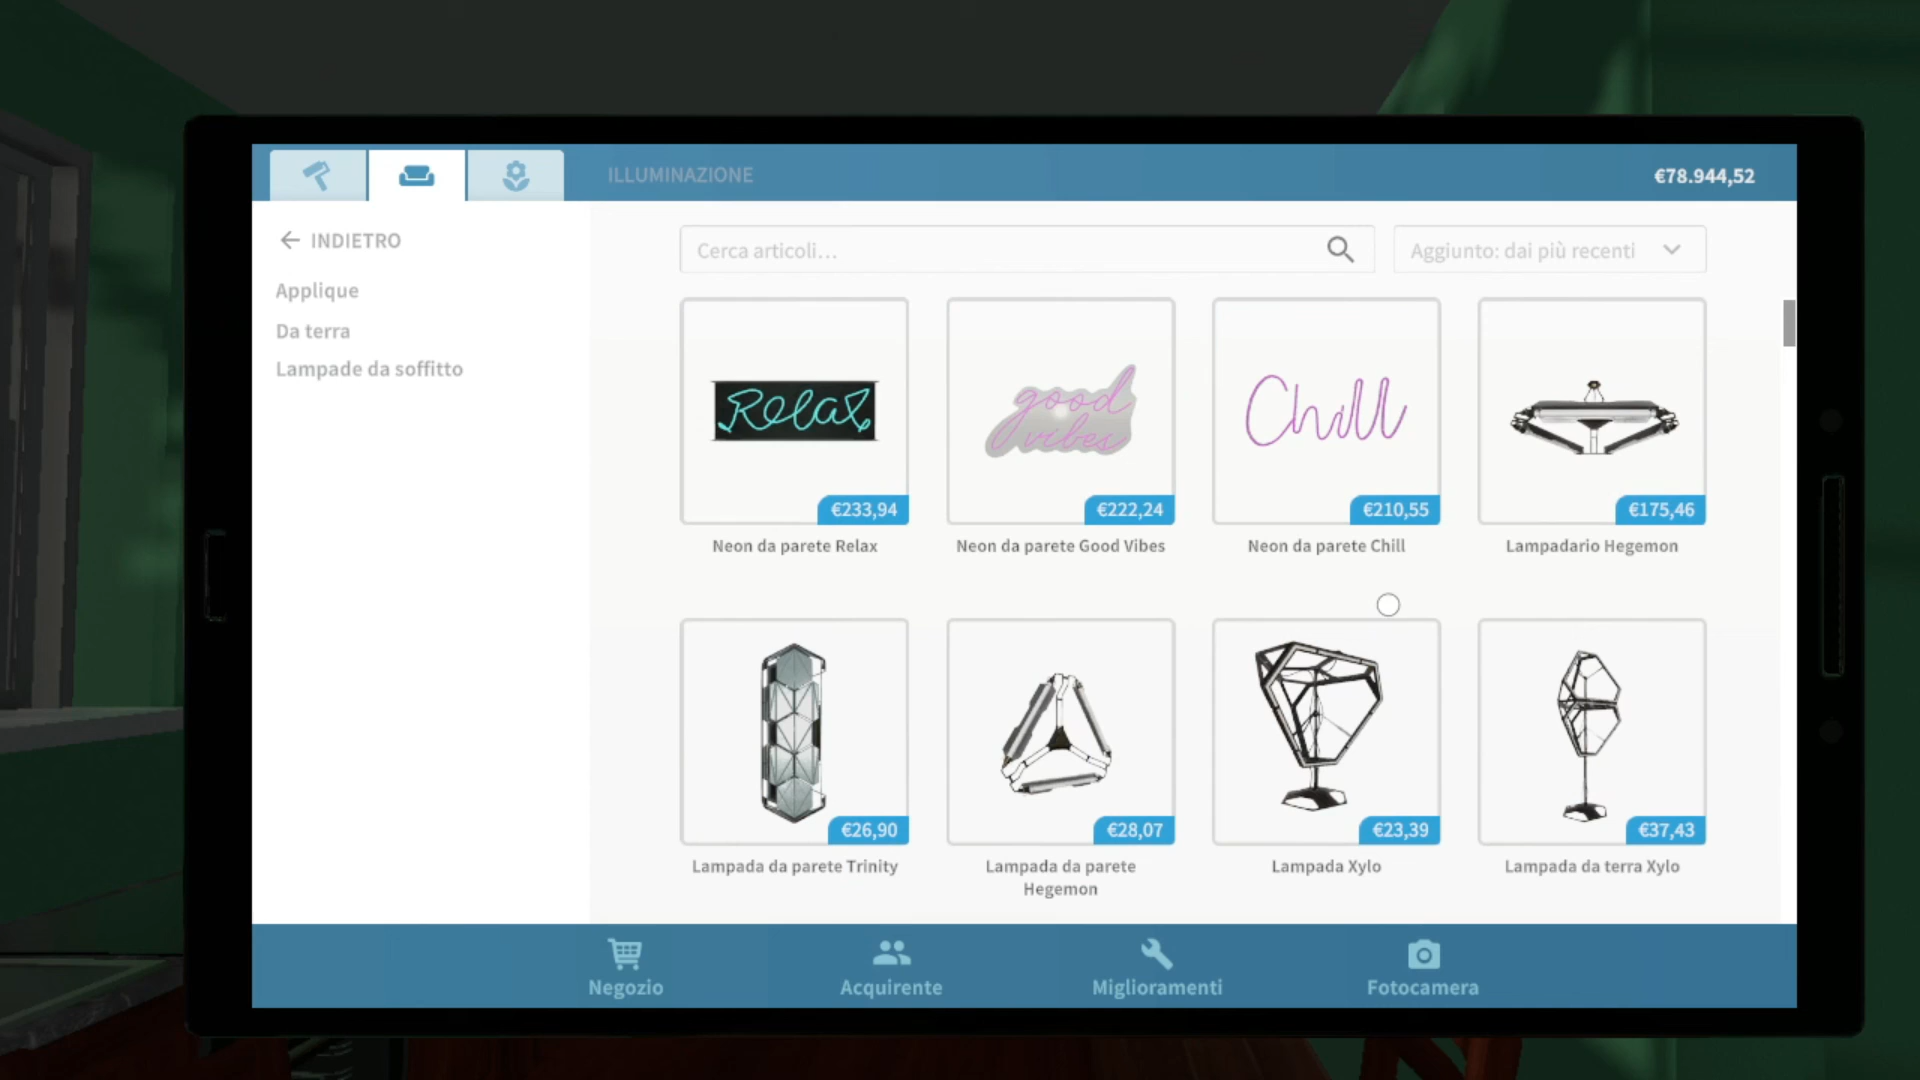 ILLUMINAZIONE
€78.944,52
INDIETRO
Applique
Da terra
Lampade da soffitto
Cerca articoli...
Aggiunto: dai più recenti
Relax
good
vibes
Chill
€233,94
€222,24
€210,55
€175,46
Neon da parete Relax
Neon da parete Good Vibes
Neon da parete Chill
Lampadario Hegemon
€26,90
€28,07
€23,39
€37,43
Lampada da parete Trinity
Lampada da parete
Hegemon
Lampada Xylo
Lampada da terra Xylo
Negozio
Acquirente
Miglioramenti
Fotocamera